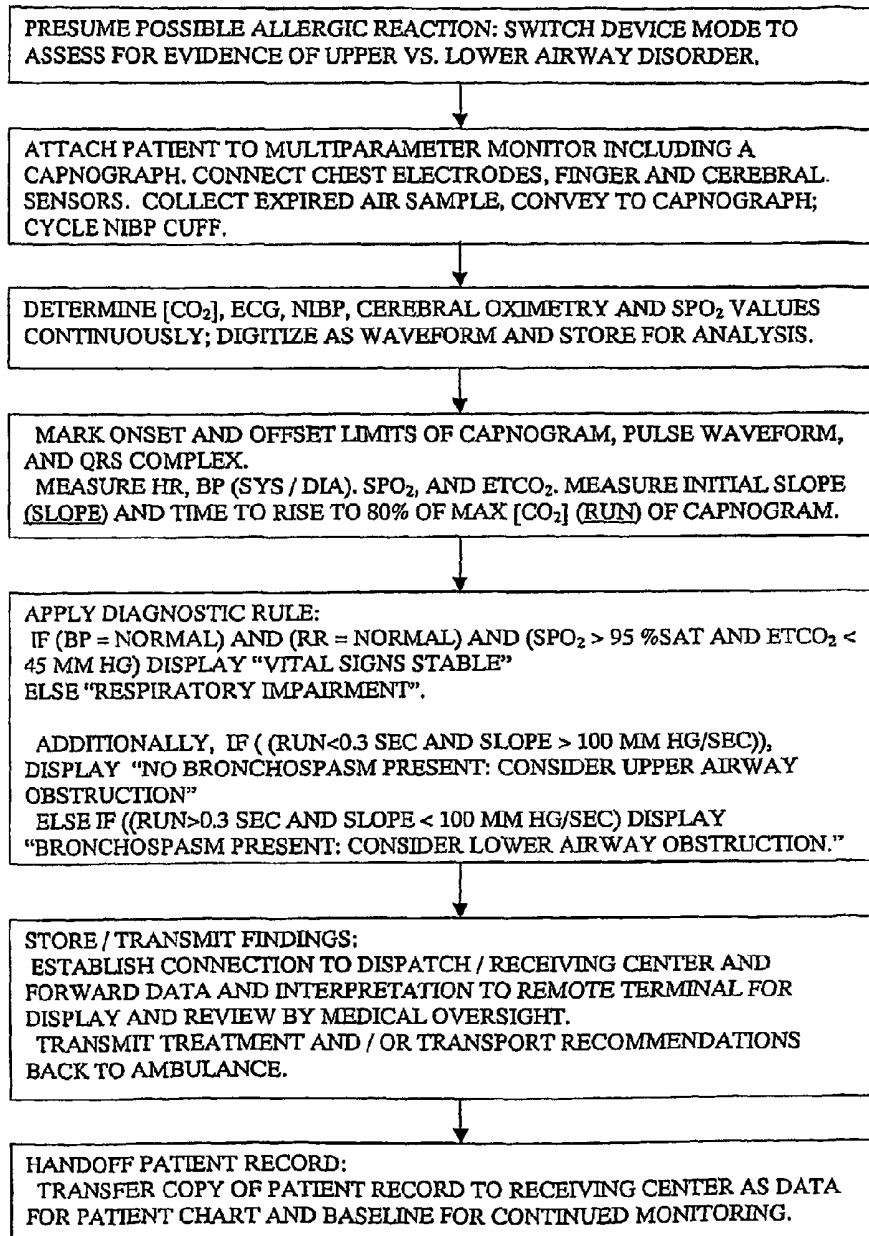 PRESUME POSSIBLE ALLERGIC REACTION: SWITCH DEVICE MODE TO
ASSESS FOR EVIDENCE OF UPPER VS. LOWER AIRWAY DISORDER.
ATTACH PATIENT TO MULTIPARAMETER MONITOR INCLUDING A
CAPNOGRAPH. CONNECT CHEST ELECTRODES, FINGER AND CEREBRAL.
SENSORS. COLLECT EXPIRED AIR SAMPLE, CONVEY TO CAPNOGRAPH;
CYCLE NIBP CUFF.
DETERMINE [CO₂], ECG, NIBP, CEREBRAL OXIMETRY AND SPO₂ VALUES
CONTINUOUSLY; DIGITIZE AS WAVEFORM AND STORE FOR ANALYSIS.
MARK ONSET AND OFFSET LIMITS OF CAPNOGRAM, PULSE WAVEFORM,
AND QRS COMPLEX.
MEASURE HR, BP (SYS / DIA). SPO₂, AND ETCO₂. MEASURE INITIAL SLOPE
(SLOPE) AND TIME TO RISE TO 80% OF MAX [CO₂] (RUN) OF CAPNOGRAM.
APPLY DIAGNOSTIC RULE:
IF (BP = NORMAL) AND (RR = NORMAL) AND (SPO₂ > 95 %SAT AND ETCO₂ <
45 MM HG) DISPLAY "VITAL SIGNS STABLE"
ELSE "RESPIRATORY IMPAIRMENT".
ADDITIONALLY, IF ( (RUN<0.3 SEC AND SLOPE > 100 MM HG/SEC)),
DISPLAY "NO BRONCHOSPASM PRESENT: CONSIDER UPPER AIRWAY
OBSTRUCTION"
ELSE IF ((RUN>0.3 SEC AND SLOPE < 100 MM HG/SEC) DISPLAY
"BRONCHOSPASM PRESENT: CONSIDER LOWER AIRWAY OBSTRUCTION."
STORE / TRANSMIT FINDINGS:
ESTABLISH CONNECTION TO DISPATCH / RECEIVING CENTER AND
FORWARD DATA AND INTERPRETATION TO REMOTE TERMINAL FOR
DISPLAY AND REVIEW BY MEDICAL OVERSIGHT.
TRANSMIT TREATMENT AND / OR TRANSPORT RECOMMENDATIONS
BACK TO AMBULANCE.
HANDOFF PATIENT RECORD:
TRANSFER COPY OF PATIENT RECORD TO RECEIVING CENTER AS DATA
FOR PATIENT CHART AND BASELINE FOR CONTINUED MONITORING.